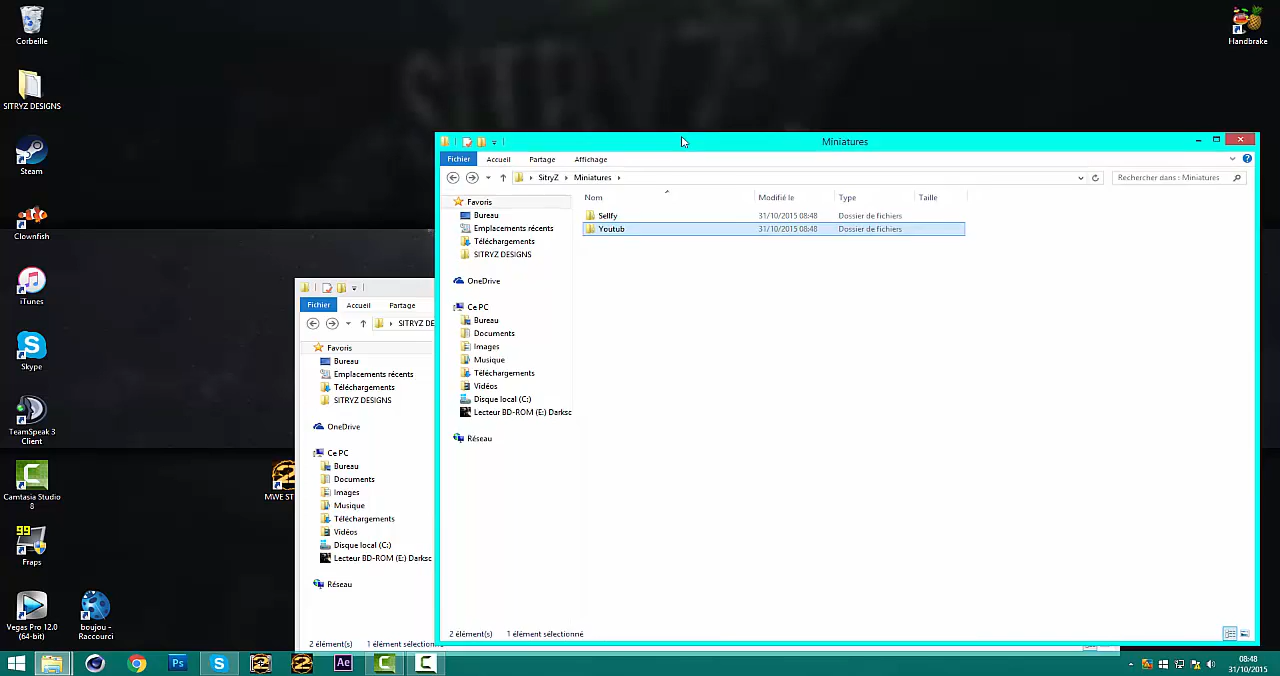 SITRYZ
Corbeille
SITRYZ DESIGNS
Steam
Clownfish
iTunes
Skype
TeamSpeak 3
Client
Camtasia Studio
8
99
Fraps
Vegas Pro 12.0
(64-bit)
boujou -
Raccourci
Handbrake
MWE ST
Fichier
Accueil
Partage
SITRYZ DE
Favoris
Bureau
Emplacements récents
Téléchargements
SITRYZ DESIGNS
OneDrive
Ce PC
Bureau
Documents
Images
Musique
Téléchargements
Vidéos
Disque local (C:)
Lecteur BD-ROM (E:) Darksc
Réseau
2 élément(s) 1 élément sélectionné
Miniatures
Fichier Accueil Partage Affichage
SitryZ Miniatures
Rechercher dans : Miniatures
Nom Modifié le Type Taille
Sellfy 31/10/2015 08:48 Dossier de fichiers
Youtub 31/10/2015 08:48 Dossier de fichiers
Favoris
Bureau
Emplacements récents
Téléchargements
SITRYZ DESIGNS
OneDrive
Ce PC
Bureau
Documents
Images
Musique
Téléchargements
Vidéos
Disque local (C:)
Lecteur BD-ROM (E:) Darksc
Réseau
2 élément(s) 1 élément sélectionné
Ps
Ae
08:48
31/10/2015